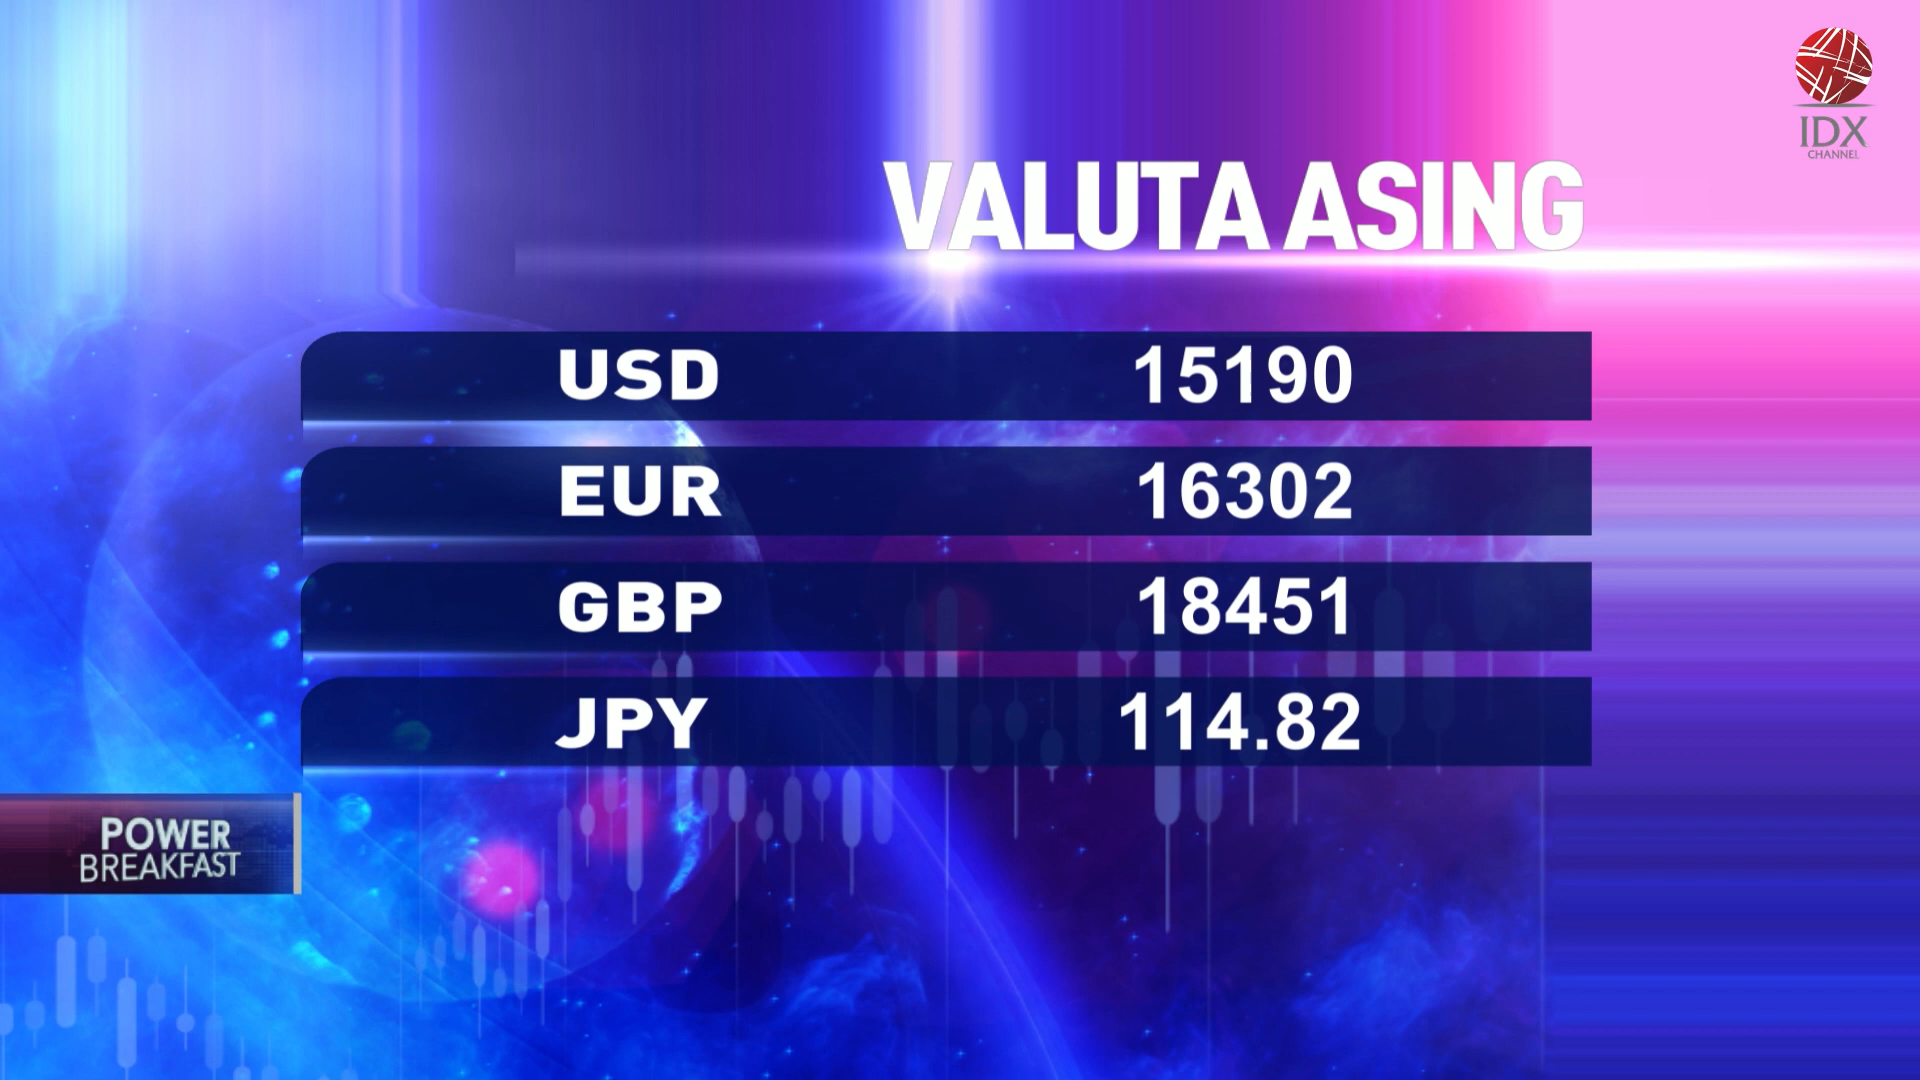 IDX
CHANNEL
VALUTA ASING
USD 15190
EUR 16302
GBP 18451
JPY 114.82
POWER
BREAKFAST